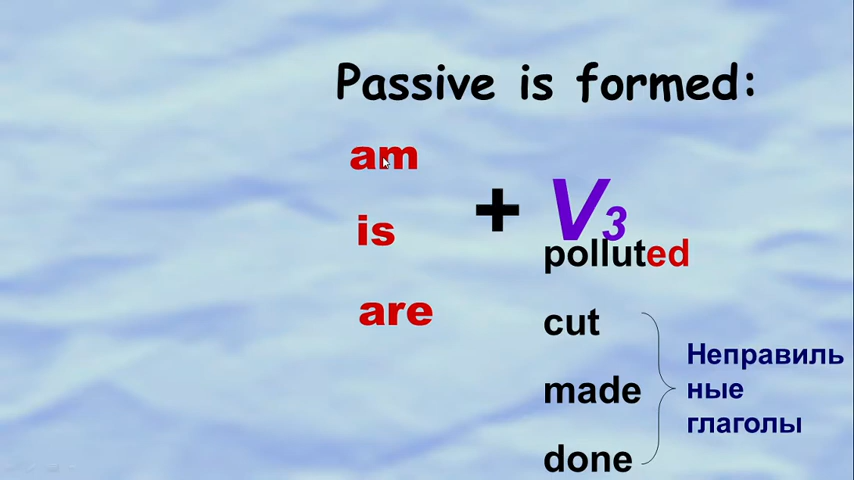 Passive is formed:
am
is
are
+ V3
polluted
cut
made
done
Неправиль
ные
глаголы